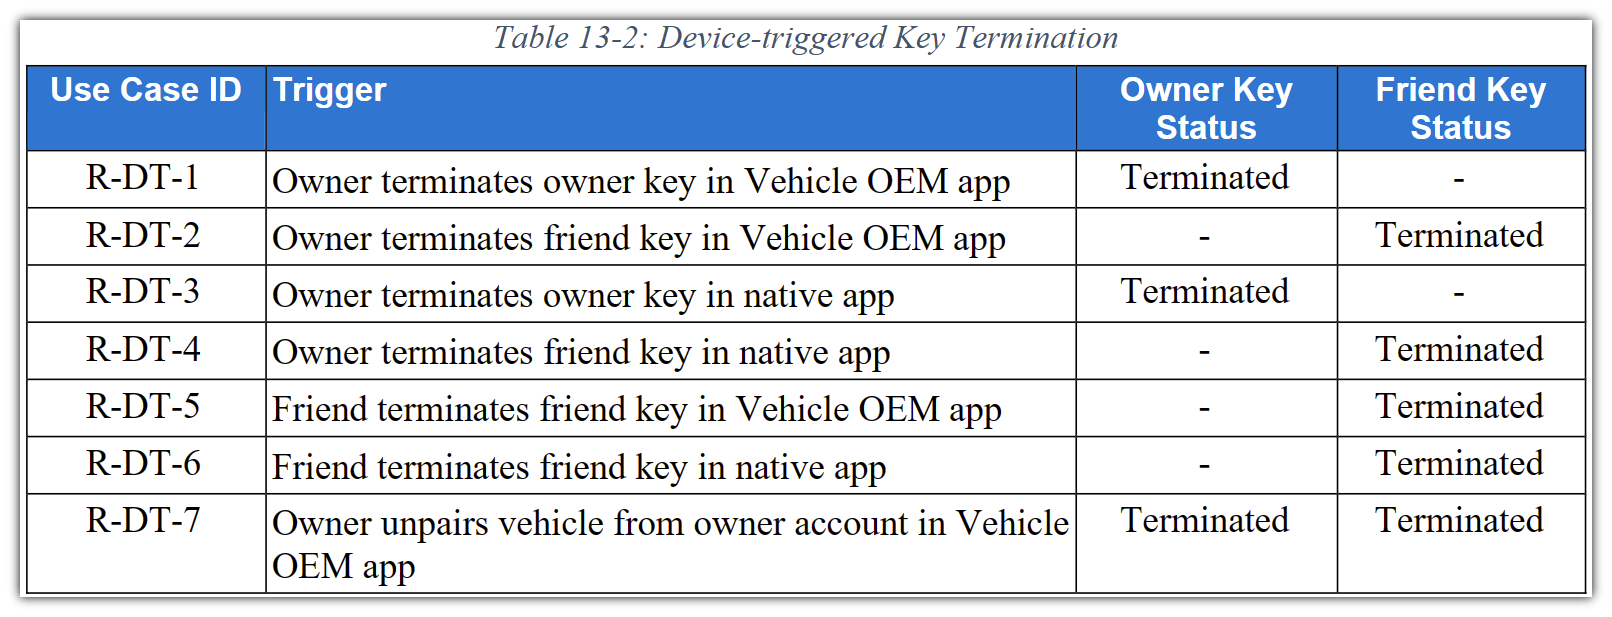 Table 13-2: Device-triggered Key Termination
Use Case ID Trigger Owner Key Status Friend Key Status
R-DT-1 Owner terminates owner key in Vehicle OEM app Terminated -
R-DT-2 Owner terminates friend key in Vehicle OEM app - Terminated
R-DT-3 Owner terminates owner key in native app Terminated -
R-DT-4 Owner terminates friend key in native app - Terminated
R-DT-5 Friend terminates friend key in Vehicle OEM app - Terminated
R-DT-6 Friend terminates friend key in native app - Terminated
R-DT-7 Owner unpairs vehicle from owner account in Vehicle OEM app Terminated Terminated